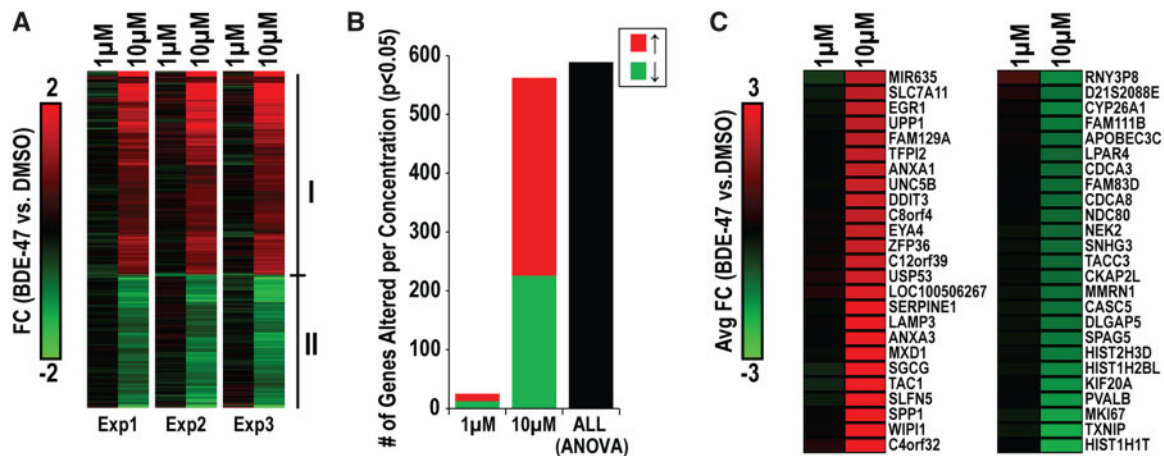 A
1µM
10µM
1µM
10µM
1µM
10µM
2
FC (BDE-47 vs. DMSO)
-2
I
II
Exp1 Exp2 Exp3
B
↑
↓
# of Genes Altered per Concentration (p<0.05)
600
500
400
300
200
100
0
1µM 10µM ALL
(ANOVA)
C
1µM
10µM
1µM
10µM
3
Avg FC (BDE-47 vs.DMSO)
-3
MIR635
SLC7A11
EGR1
UPP1
FAM129A
TFPI2
ANXA1
UNC5B
DDIT3
C8orf4
EYA4
ZFP36
C12orf39
USP53
LOC100506267
SERPINE1
LAMP3
ANXA3
MXD1
SGCG
TAC1
SLFN5
SPP1
WIPI1
C4orf32
RNY3P8
D21S2088E
CYP26A1
FAM111B
APOBEC3C
LPAR4
CDCA3
FAM83D
CDCA8
NDC80
NEK2
SNHG3
TACC3
CKAP2L
MMRN1
CASC5
DLGAP5
SPAG5
HIST2H3D
HIST1H2BL
KIF20A
PVALB
MKI67
TXNIP
HIST1H1T